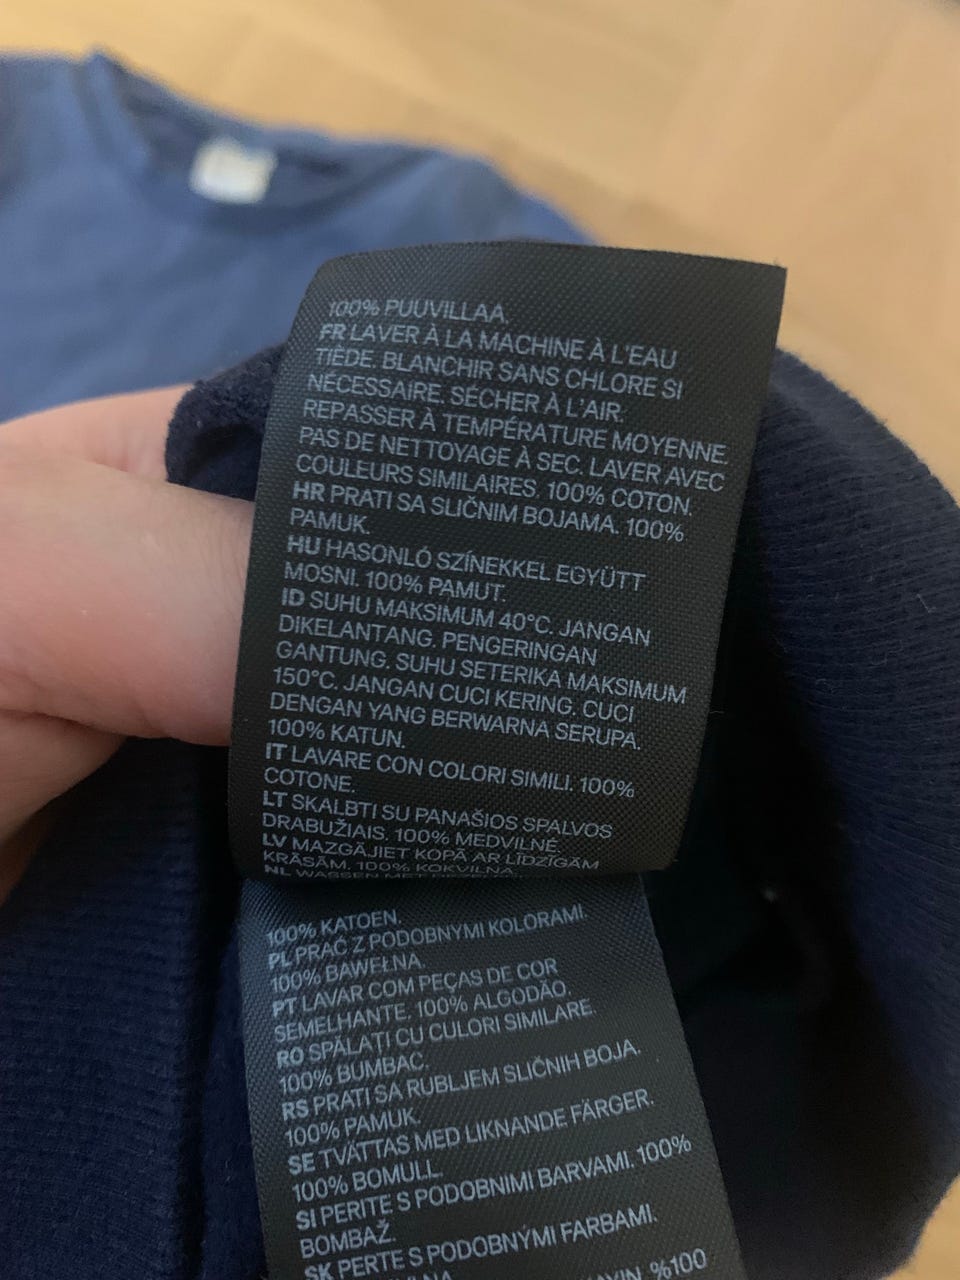 100% PUUVILLAA.
FR LAVER À LA MACHINE À L'EAU
TIÈDE. BLANCHIR SANS CHLORE SI
NÉCESSAIRE. SÉCHER À L'AIR.
REPASSER À TEMPÉRATURE MOYENNE.
PAS DE NETTOYAGE À SEC. LAVER AVEC
COULEURS SIMILAIRES. 100% COTON.
HR PRATI SA SLIČNIM BOJAMA. 100%
PAMUK.
HU HASONLÓ SZÍNEKKEL EGYÜTT
MOSNI. 100% PAMUT.
ID SUHU MAKSIMUM 40°C. JANGAN
DIKELANTANG. PENGERINGAN
GANTUNG. SUHU SETERIKA MAKSIMUM
150°C. JANGAN CUCI KERING. CUCI
DENGAN YANG BERWARNA SERUPA.
100% KATUN.
IT LAVARE CON COLORI SIMILI. 100%
COTONE.
LT SKALBTI SU PANAŠIOS SPALVOS
DRABUŽIAIS. 100% MEDVILNĖ.
LV MAZGĀJIET KOPĀ AR LĪDZĪGĀM
KRĀSĀM. 100% KOKVILNA.
NL WASSEN MET
100% KATOEN.
PL PRAĆ Z PODOBNYMI KOLORAMI.
100% BAWEŁNA.
PT LAVAR COM PEÇAS DE COR
SEMELHANTE. 100% ALGODÃO.
RO SPĂLAȚI CU CULORI SIMILARE.
100% BUMBAC.
RS PRATI SA RUBLJEM SLIČNIH BOJA.
100% PAMUK.
SE TVÄTTAS MED LIKNANDE FÄRGER.
100% BOMULL.
SI PERITE S PODOBNIMI BARVAMI. 100%
BOMBAŽ.
SK PERTE S PODOBNÝMI FARBAMI.
%100